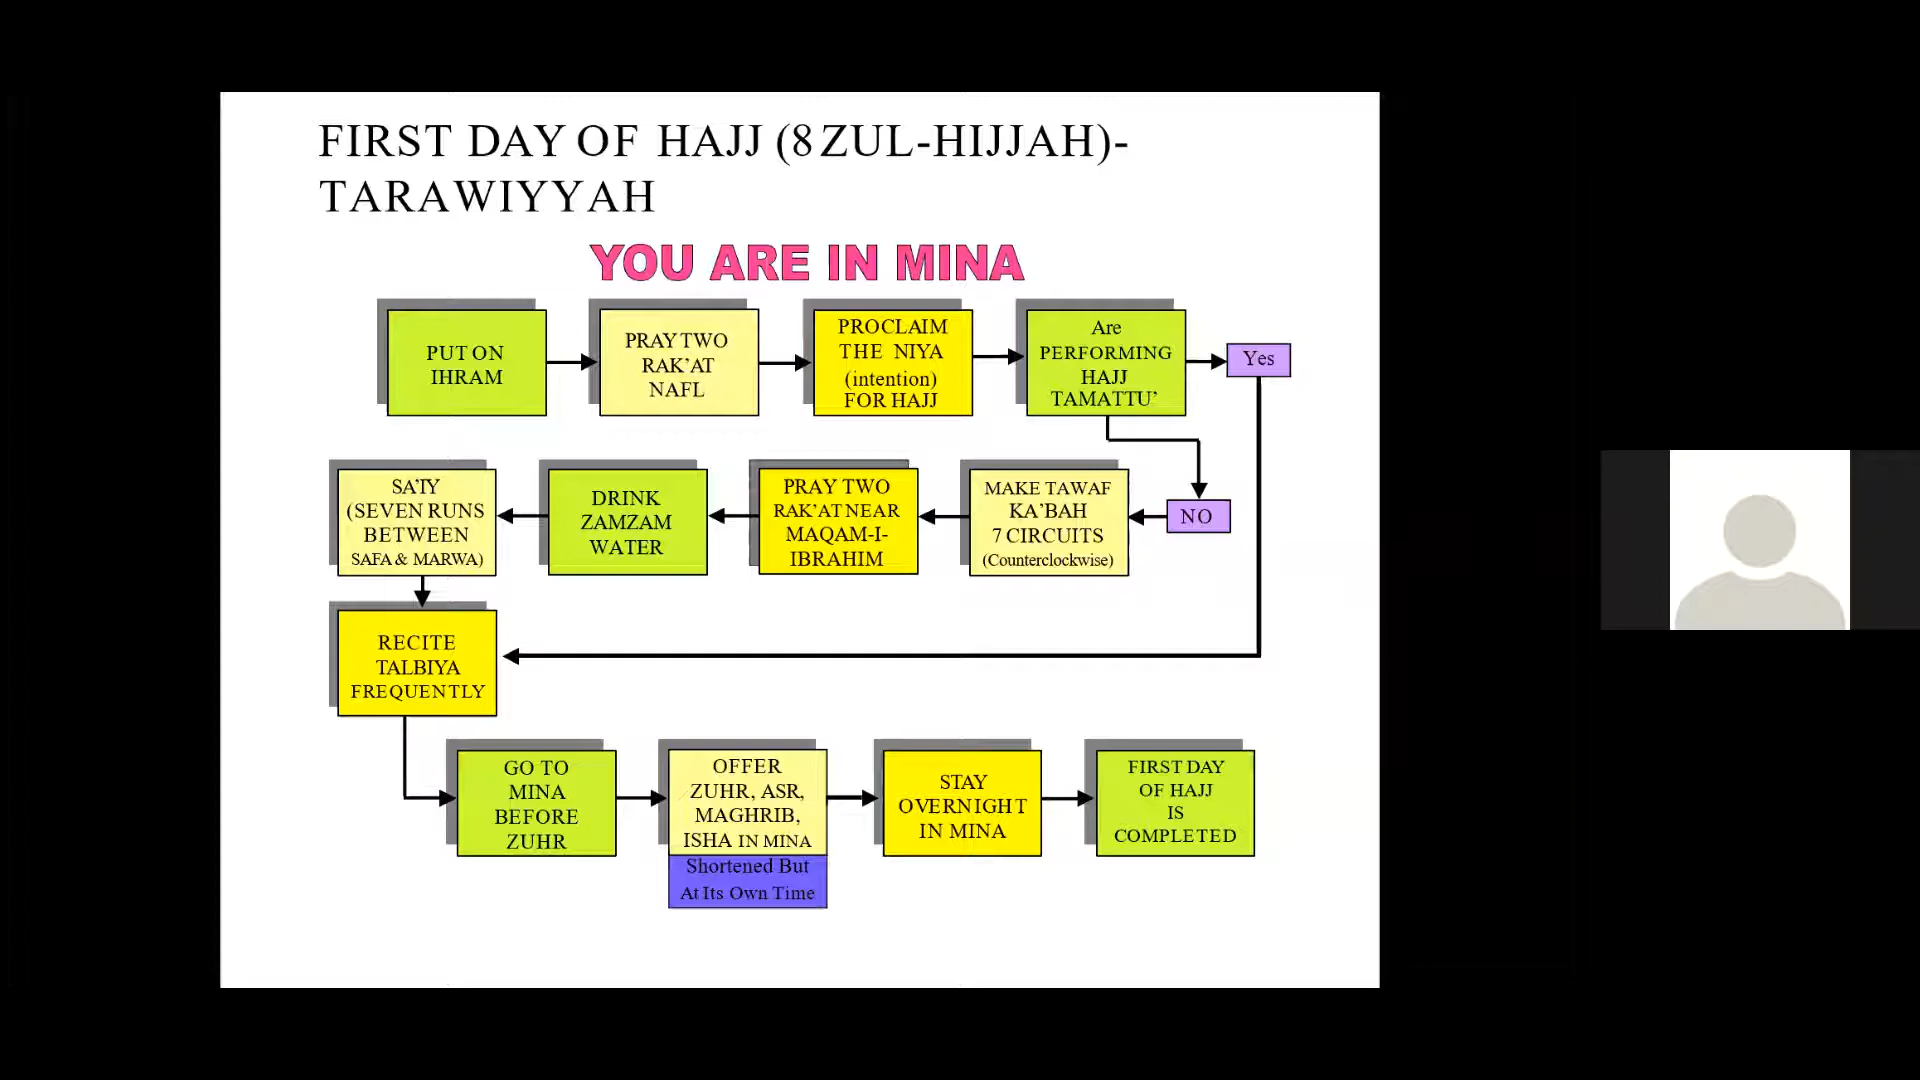 FIRST DAY OF HAJJ (8 ZUL-HIJJAH)-
TARAWIYYAH
YOU ARE IN MINA
PUT ON
IHRAM
PRAY TWO
RAK’AT
NAFL
PROCLAIM
THE NIYA
(intention)
FOR HAJJ
Are
PERFORMING
HAJJ
TAMATTU’
Yes
NO
MAKE TAWAF
KA’BAH
7 CIRCUITS
(Counterclockwise)
PRAY TWO
RAK’AT NEAR
MAQAM-I-
IBRAHIM
DRINK
ZAMZAM
WATER
SA’IY
(SEVEN RUNS
BETWEEN
SAFA & MARWA)
RECITE
TALBIYA
FREQUENTLY
GO TO
MINA
BEFORE
ZUHR
OFFER
ZUHR, ASR,
MAGHRIB,
ISHA IN MINA
Shortened But
At Its Own Time
STAY
OVERNIGHT
IN MINA
FIRST DAY
OF HAJJ
IS
COMPLETED